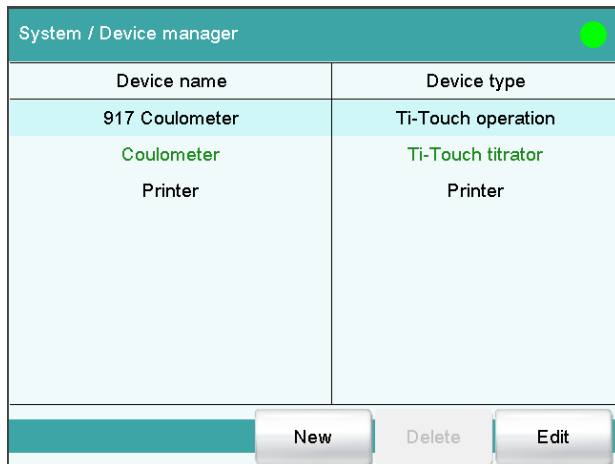 System / Device manager
Device name Device type
917 Coulometer Ti-Touch operation
Coulometer Ti-Touch titrator
Printer Printer
New Delete Edit